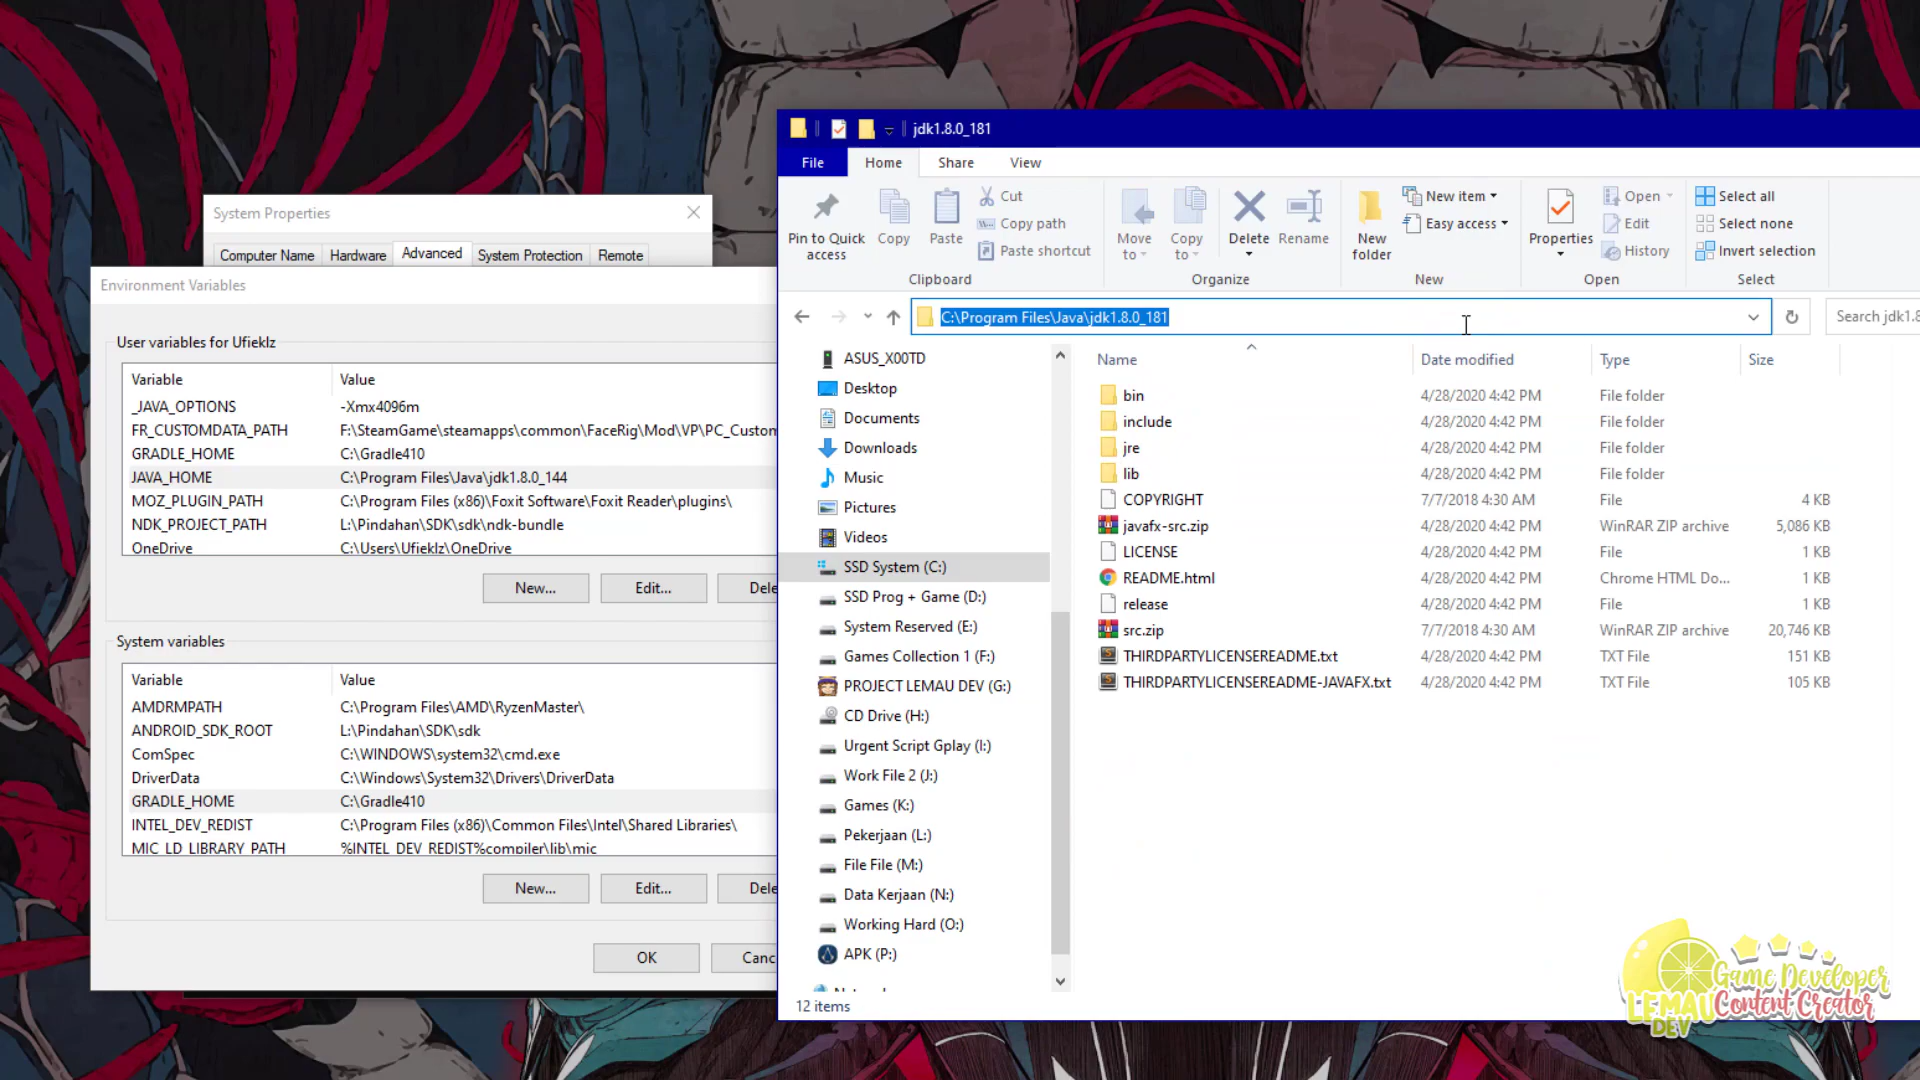 System Properties
Computer Name
Hardware
Advanced
System Protection
Remote
Environment Variables
User variables for Ufieklz
Variable Value
_JAVA_OPTIONS -Xmx4096m
FR_CUSTOMDATA_PATH F:\SteamGame\steamapps\common\FaceRig\Mod\VP\PC_Custom
GRADLE_HOME C:\Gradle410
JAVA_HOME C:\Program Files\Java\jdk1.8.0_144
MOZ_PLUGIN_PATH C:\Program Files (x86)\Foxit Software\Foxit Reader\plugins\
NDK_PROJECT_PATH L:\Pindahan\SDK\sdk\ndk-bundle
OneDrive C:\Users\Ufieklz\OneDrive
New... Edit... Dele
System variables
Variable Value
AMDRMPATH C:\Program Files\AMD\RyzenMaster\
ANDROID_SDK_ROOT L:\Pindahan\SDK\sdk
ComSpec C:\WINDOWS\system32\cmd.exe
DriverData C:\Windows\System32\Drivers\DriverData
GRADLE_HOME C:\Gradle410
INTEL_DEV_REDIST C:\Program Files (x86)\Common Files\Intel\Shared Libraries\
MIC_LD_LIBRARY_PATH %INTEL_DEV_REDIST%compiler\lib\mic
New... Edit... Dele
OK Canc
jdk1.8.0_181
File Home Share View
Pin to Quick access
Copy
Paste
Cut
Copy path
Paste shortcut
Clipboard
Move to
Copy to
Delete
Rename
Organize
New folder
New item
Easy access
New
Properties
Open
Edit
History
Open
Select all
Select none
Invert selection
Select
C:\Program Files\Java\jdk1.8.0_181
Search jdk1.8
ASUS_X00TD
Desktop
Documents
Downloads
Music
Pictures
Videos
SSD System (C:)
SSD Prog + Game (D:)
System Reserved (E:)
Games Collection 1 (F:)
PROJECT LEMAU DEV (G:)
CD Drive (H:)
Urgent Script Gplay (I:)
Work File 2 (J:)
Games (K:)
Pekerjaan (L:)
File File (M:)
Data Kerjaan (N:)
Working Hard (O:)
APK (P:)
Name Date modified Type Size
bin 4/28/2020 4:42 PM File folder
include 4/28/2020 4:42 PM File folder
jre 4/28/2020 4:42 PM File folder
lib 4/28/2020 4:42 PM File folder
COPYRIGHT 7/7/2018 4:30 AM File 4 KB
javafx-src.zip 4/28/2020 4:42 PM WinRAR ZIP archive 5,086 KB
LICENSE 4/28/2020 4:42 PM File 1 KB
README.html 4/28/2020 4:42 PM Chrome HTML Do... 1 KB
release 4/28/2020 4:42 PM File 1 KB
src.zip 7/7/2018 4:30 AM WinRAR ZIP archive 20,746 KB
THIRDPARTYLICENSEREADME.txt 4/28/2020 4:42 PM TXT File 151 KB
THIRDPARTYLICENSEREADME-JAVAFX.txt 4/28/2020 4:42 PM TXT File 105 KB
12 items
LEMAU DEV
Game Developer
Content Creator